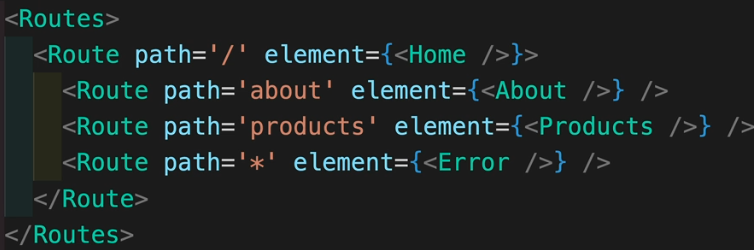 <Routes>
<Route path='/' element={<Home />}>
<Route path='about' element={<About />} />
<Route path='products' element={<Products />} />
<Route path='*' element={<Error />} />
</Route>
</Routes>